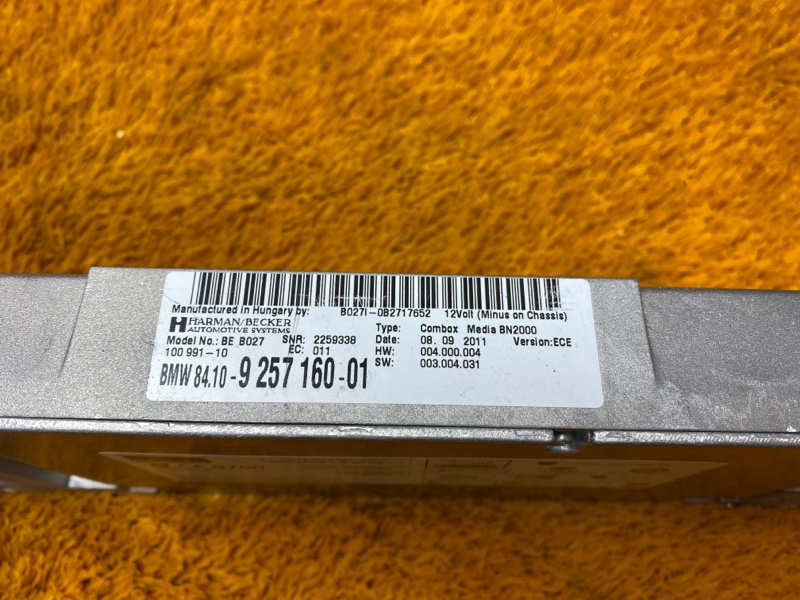 Manufactured in Hungary by: B027I-0B2717652 12Volt (Minus on Chassis)
HARMAN/BECKER
AUTOMOTIVE SYSTEMS
Type: Combox Media BN2000
Model No.: BE B027 SNR: 2259338 Date: 08. 09 2011 Version:ECE
100 991-10 EC: 011 HW: 004.000.004
SW: 003.004.031
BMW 84.10-9 257 160-01